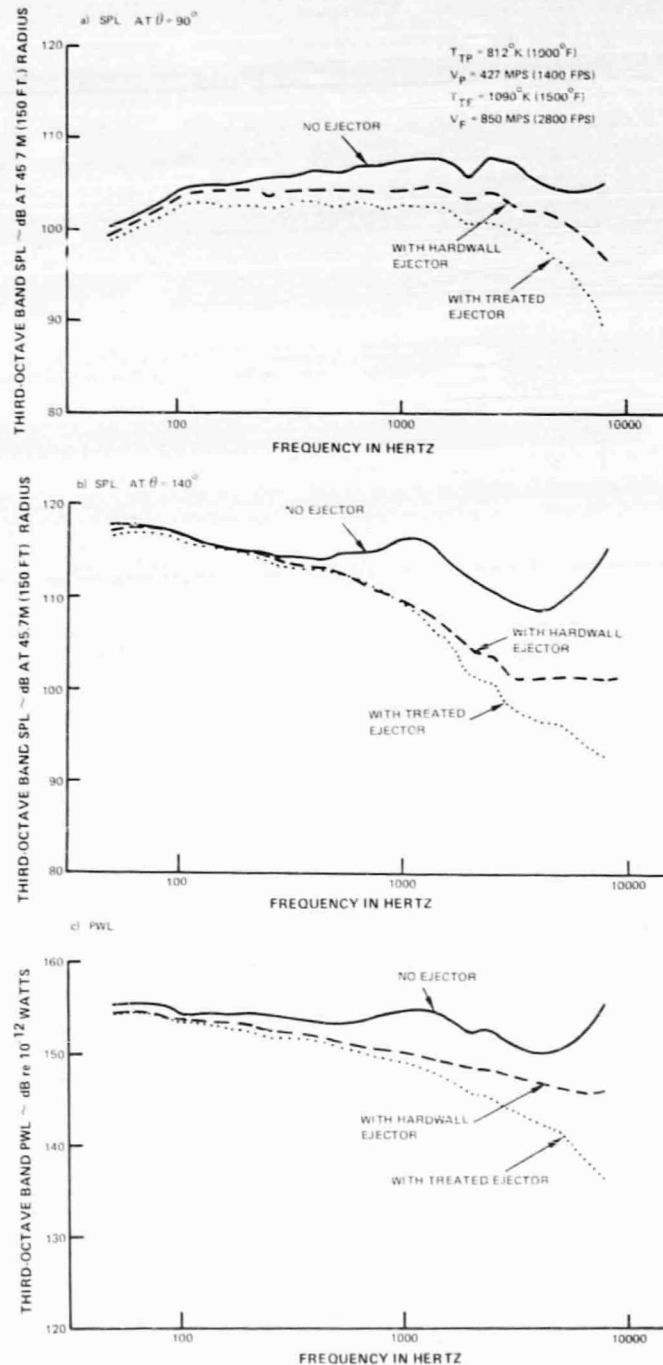 a) SPL AT θ = 90°
THIRD-OCTAVE BAND SPL ~ dB AT 45.7 M (150 FT.) RADIUS
120
110
100
90
80
T_TP = 812°K (1000°F)
V_P = 427 MPS (1400 FPS)
T_TF = 1090°K (1500°F)
V_F = 850 MPS (2800 FPS)
NO EJECTOR
WITH HARDWALL
EJECTOR
WITH TREATED
EJECTOR
100
1000
10000
FREQUENCY IN HERTZ
b) SPL AT θ = 140°
THIRD-OCTAVE BAND SPL ~ dB AT 45.7M (150 FT) RADIUS
120
110
100
90
80
NO EJECTOR
WITH HARDWALL
EJECTOR
WITH TREATED
EJECTOR
100
1000
10000
FREQUENCY IN HERTZ
c) PWL
THIRD-OCTAVE BAND PWL ~ dB re 10⁻¹² WATTS
160
150
140
130
120
NO EJECTOR
WITH HARDWALL
EJECTOR
WITH TREATED EJECTOR
100
1000
10000
FREQUENCY IN HERTZ